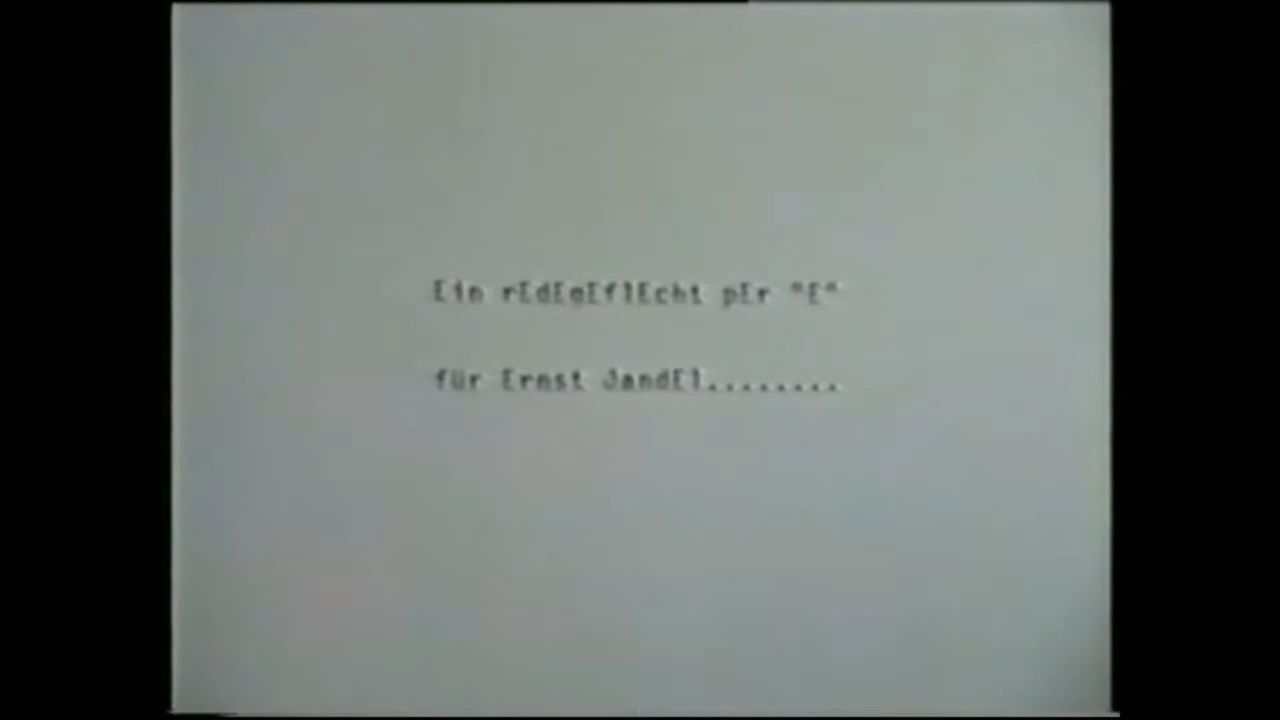 Ein rEdEgEflEcht pEr "E"
für Ernst JandEl........